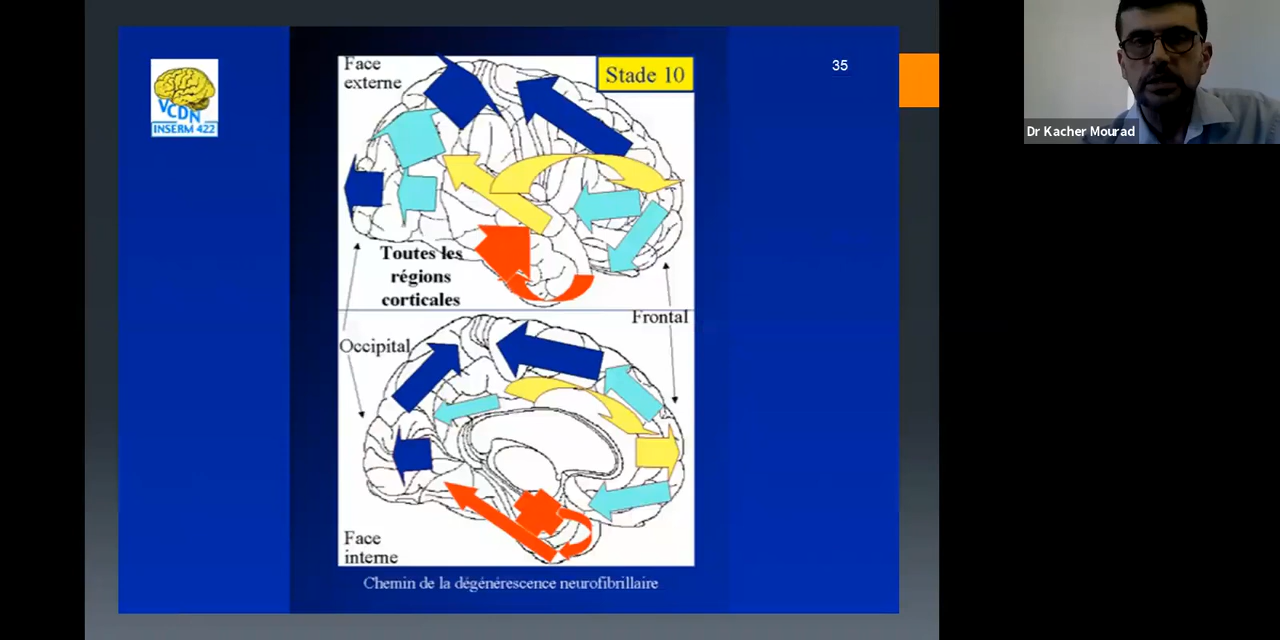 Face
externe
Stade 10
35
VCDN
INSERM 422
Dr Kacher Mourad
Toutes les
régions
corticales
Frontal
Occipital
Face
interne
Chemin de la dégénérescence neurofibrillaire